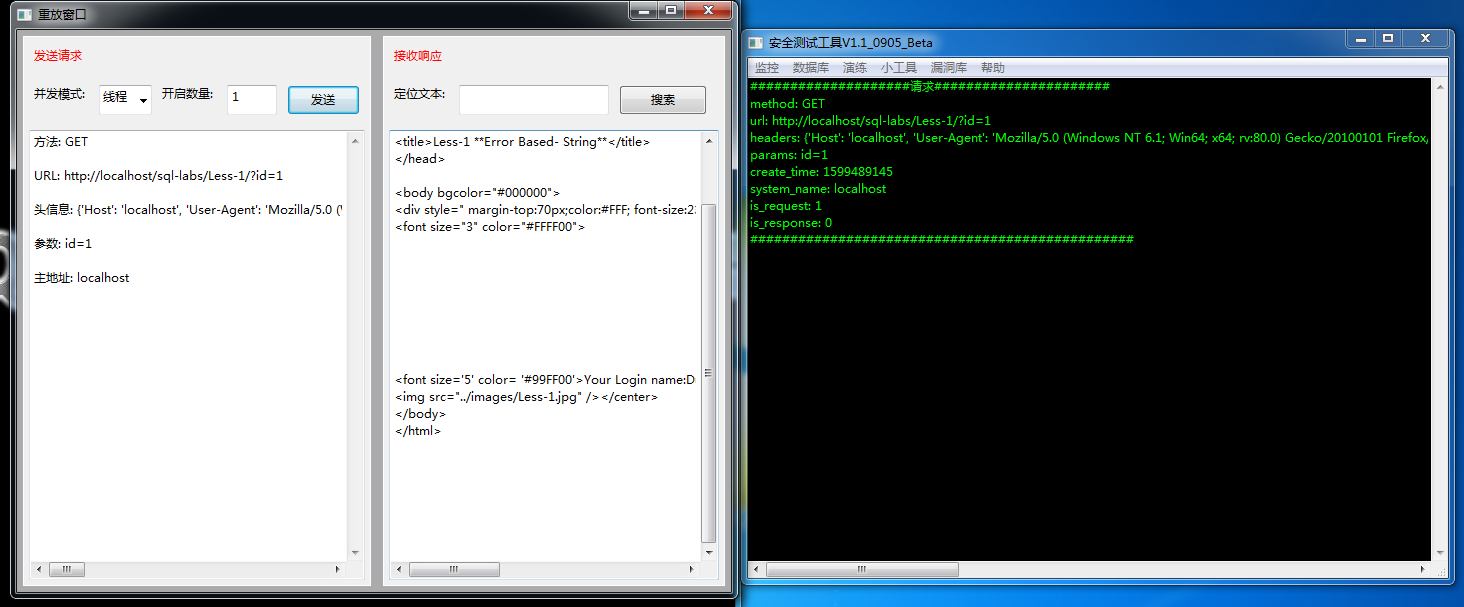 重放窗口
发送请求
并发模式: 线程 开启数量: 1 发送
方法: GET
URL: http://localhost/sql-labs/Less-1/?id=1
头信息: {'Host': 'localhost', 'User-Agent': 'Mozilla/5.0 (
参数: id=1
主地址: localhost
接收响应
定位文本: 搜索
<title>Less-1 **Error Based- String**</title>
</head>
<body bgcolor="#000000">
<div style=" margin-top:70px;color:#FFF; font-size:2
<font size="3" color="#FFFF00">
<font size='5' color= '#99FF00'>Your Login name:D
<img src="../images/Less-1.jpg" /></center>
</body>
</html>
安全测试工具V1.1_0905_Beta
监控 数据库 演练 小工具 漏洞库 帮助
####################请求######################
method: GET
url: http://localhost/sql-labs/Less-1/?id=1
headers: {'Host': 'localhost', 'User-Agent': 'Mozilla/5.0 (Windows NT 6.1; Win64; x64; rv:80.0) Gecko/20100101 Firefox/
params: id=1
create_time: 1599489145
system_name: localhost
is_request: 1
is_response: 0
################################################